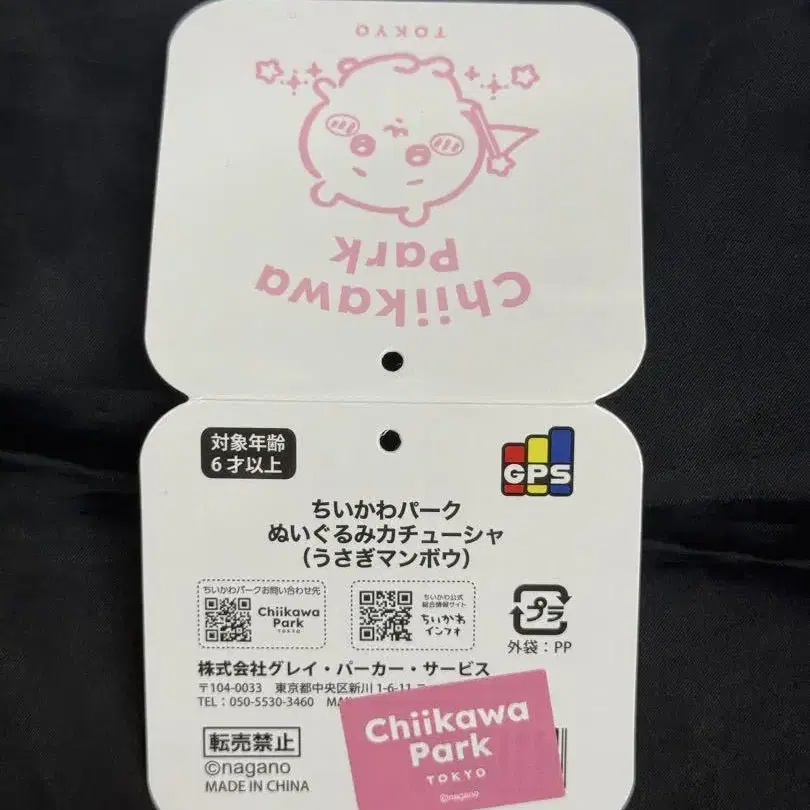 Chiikawa
Park
TOKYO
対象年齢
6才以上
GPS
ちいかわパーク
ぬいぐるみカチューシャ
（うさぎマンボウ）
ちいかわパークお問い合わせ先
Chiikawa
Park
TOKYO
ちいかわ公式
総合情報サイト
ちいかわ
インフォ
プラ
外袋：PP
株式会社グレイ・パーカー・サービス
〒104-0033 東京都中央区新川1-6-11
TEL：050-5530-3460
転売禁止
©nagano
MADE IN CHINA
Chiikawa
Park
TOKYO
©nagano